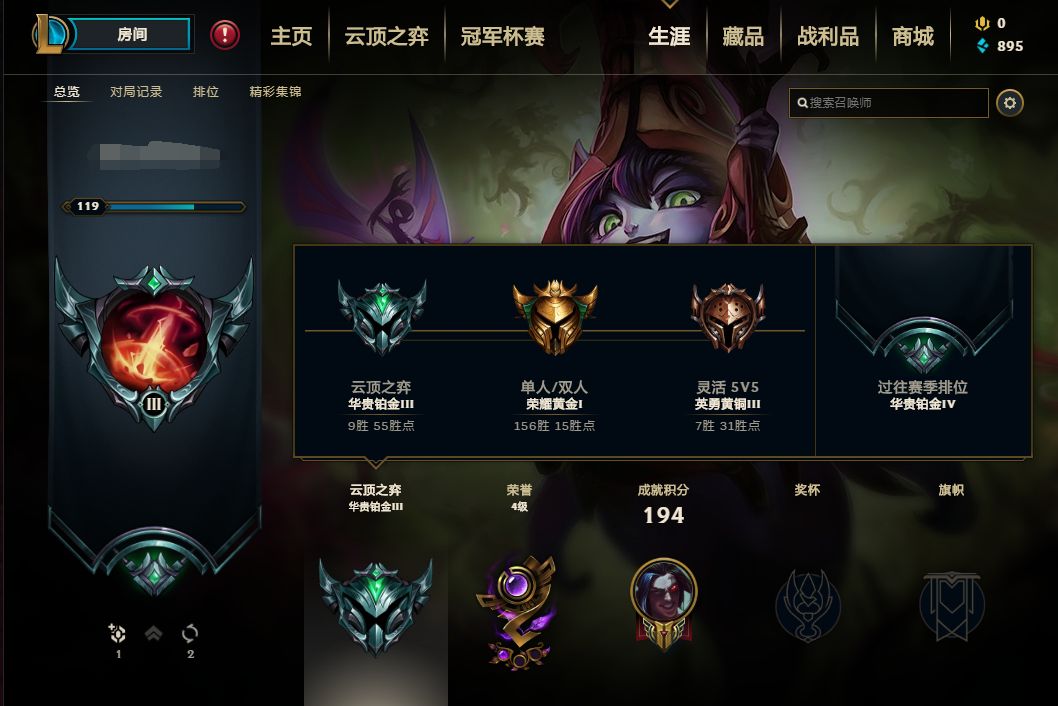 房间
主页
云顶之弈
冠军杯赛
生涯
藏品
战利品
商城
0
895
总览
对局记录
排位
精彩集锦
搜索召唤师
119
III
云顶之弈
华贵铂金III
9胜 55胜点
单人/双人
荣耀黄金I
156胜 15胜点
灵活 5V5
英勇黄铜III
7胜 31胜点
过往赛季排位
华贵铂金IV
云顶之弈
华贵铂金III
荣誉
4级
成就积分
194
奖杯
旗帜
1
2